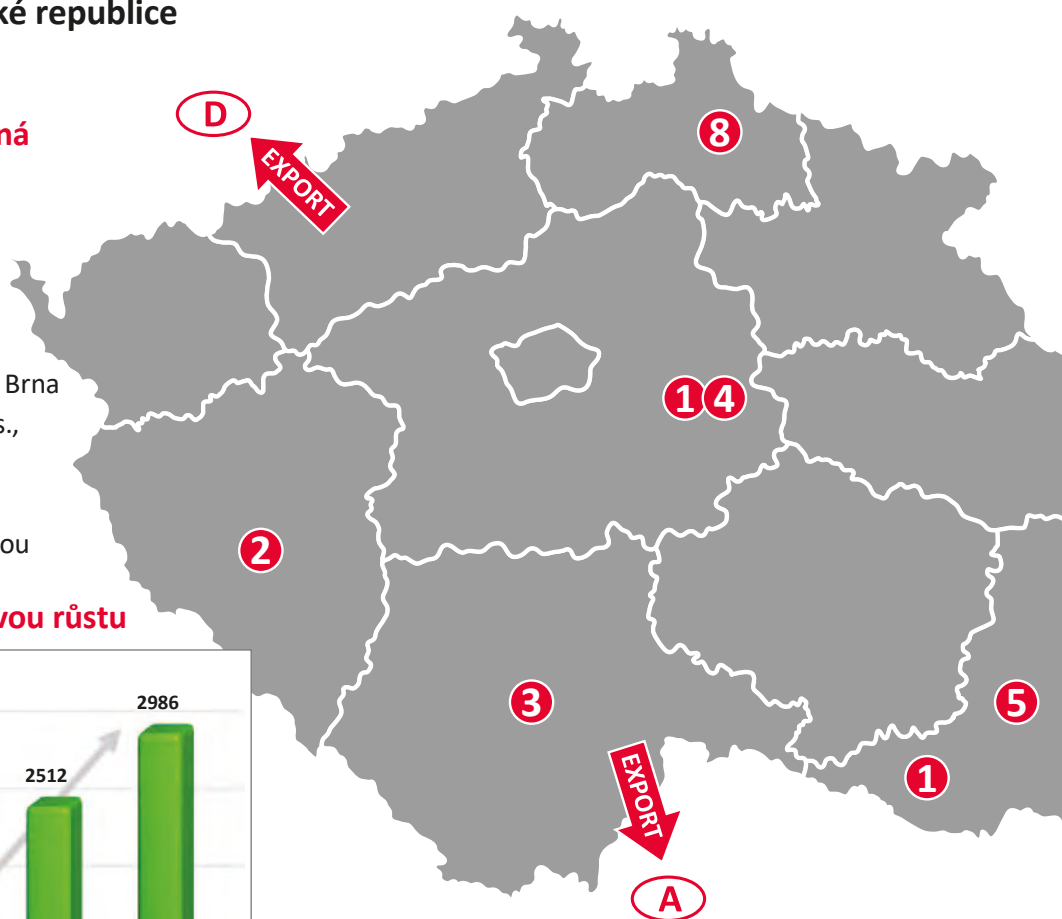 ké republice
ná
Brna
s.,
ou
vou růstu
2512
2986
D
EXPORT
8
1
4
2
3
5
1
EXPORT
A